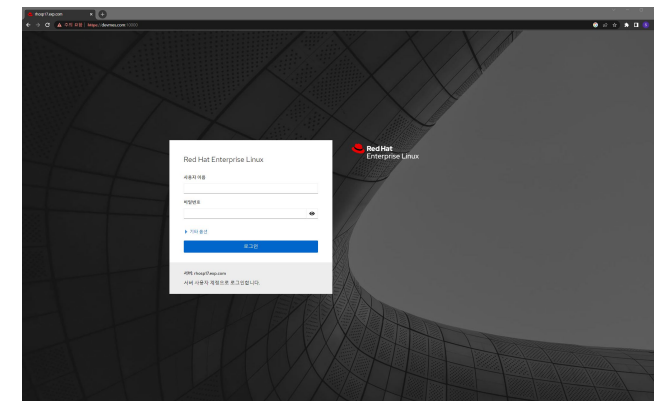 Red Hat
Enterprise Linux
Red Hat Enterprise Linux
사용자 이름
비밀번호
기타 옵션
로그인
서버:
서버 사용자 계정으로 로그인합니다.